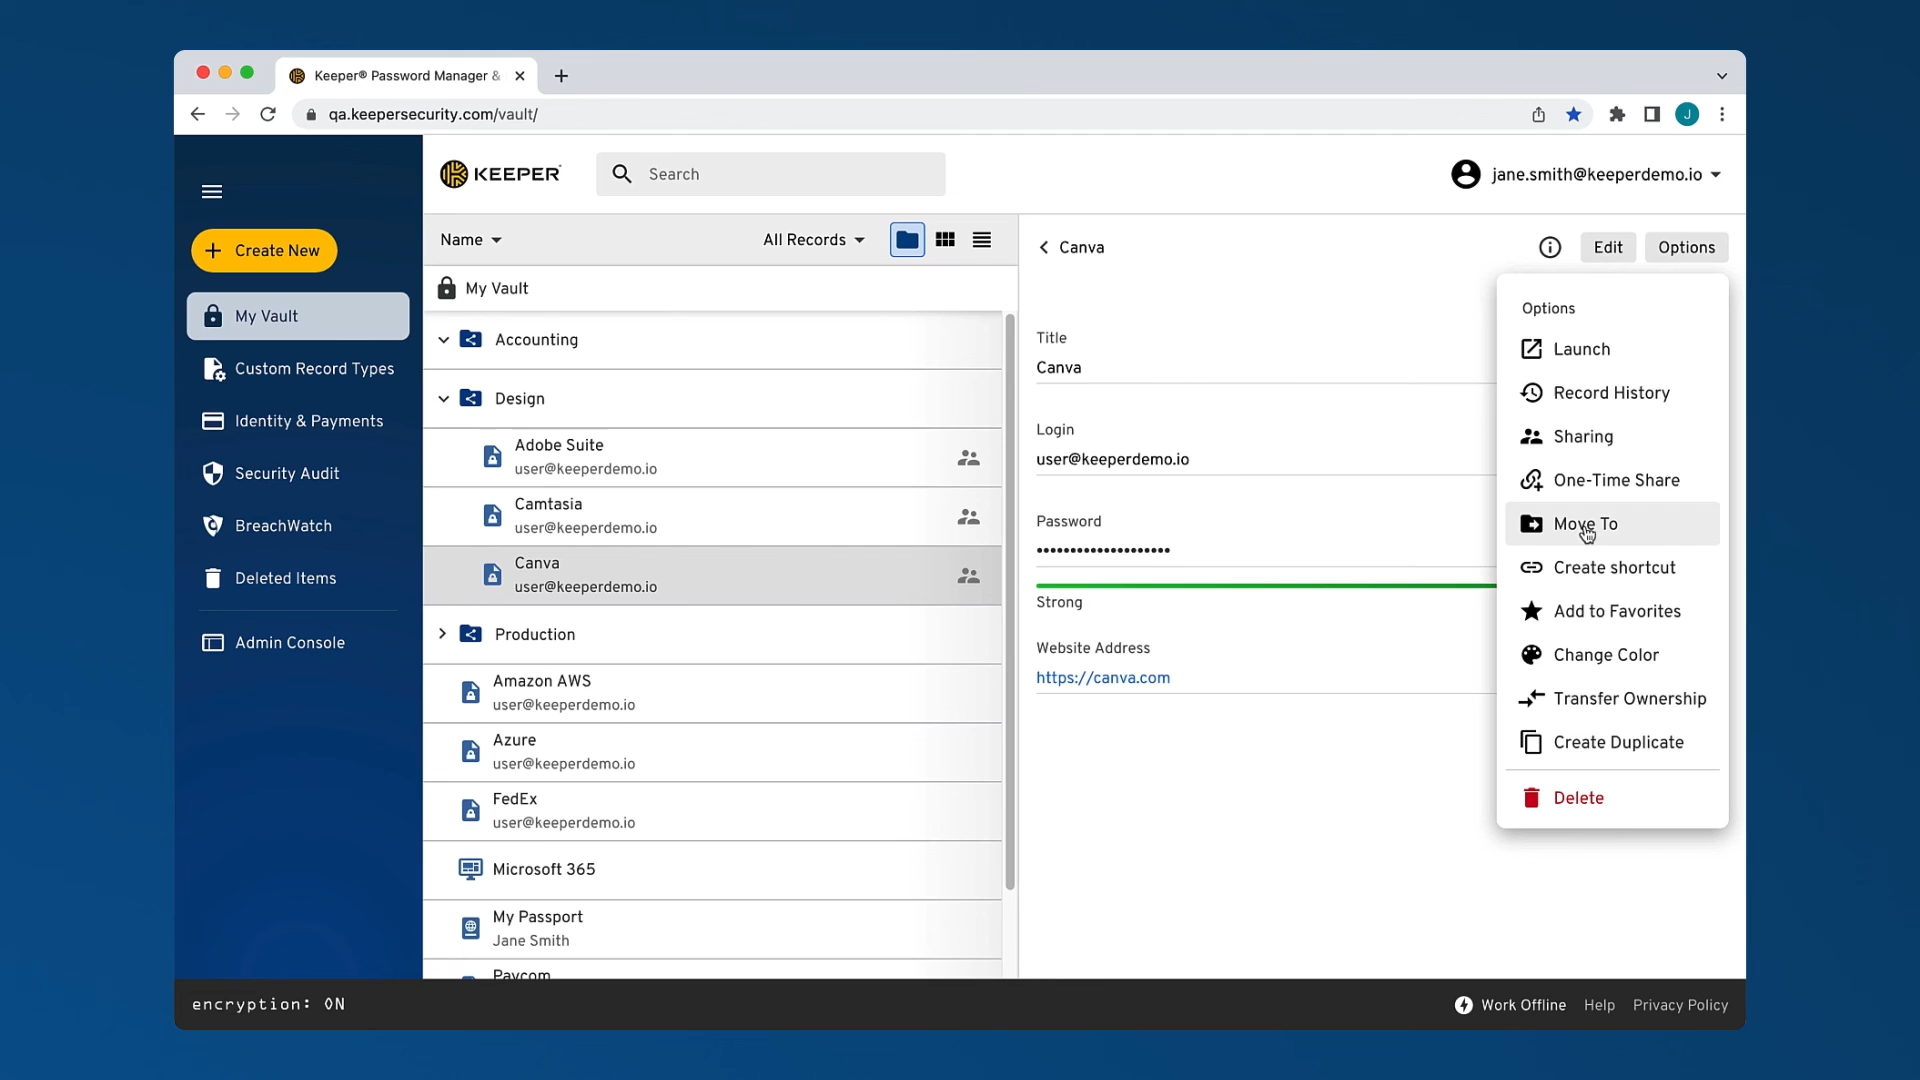 Keeper® Password Manager &
qa.keepersecurity.com/vault/
J
KEEPER
Search
jane.smith@keeperdemo.io
Create New
My Vault
Custom Record Types
Identity & Payments
Security Audit
BreachWatch
Deleted Items
Admin Console
Name
All Records
My Vault
Accounting
Design
Adobe Suite
user@keeperdemo.io
Camtasia
user@keeperdemo.io
Canva
user@keeperdemo.io
Production
Amazon AWS
user@keeperdemo.io
Azure
user@keeperdemo.io
FedEx
user@keeperdemo.io
Microsoft 365
My Passport
Jane Smith
Paycom
Canva
Edit
Options
Title
Canva
Login
user@keeperdemo.io
Password
••••••••••••••••••••
Strong
Website Address
https://canva.com
Options
Launch
Record History
Sharing
One-Time Share
Move To
Create shortcut
Add to Favorites
Change Color
Transfer Ownership
Create Duplicate
Delete
encryption: ON
Work Offline
Help
Privacy Policy